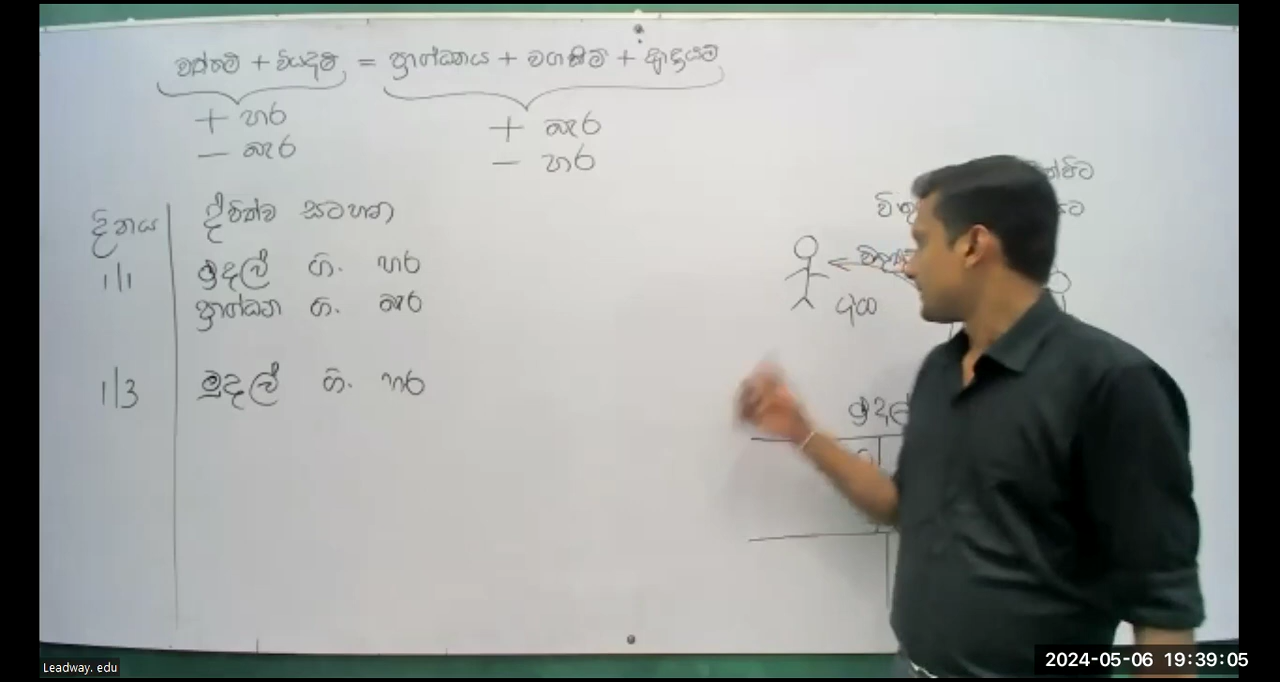 වත්කම් + වියදම් = ප්‍රාග්ධනය + වගකීම් + ආදායම්
+ හර
− බැර
+ බැර
− හර
දිනය
ද්විත්ව සටහන
1/1
මුදල් ගි. හර
ප්‍රාග්ධන ගි. බැර
1/3
මුදල් ගි. හර
මුදල්
Leadway. edu
2024-05-06 19:39:05